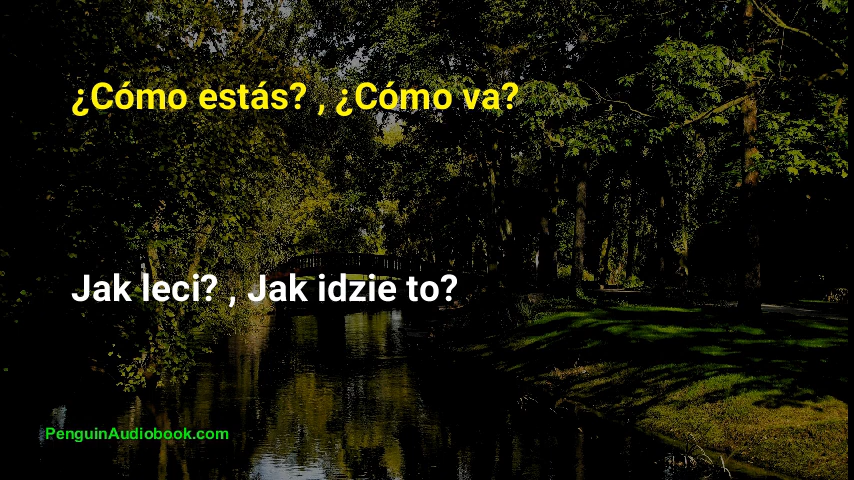 ¿Cómo estás? , ¿Cómo va?
Jak leci? , Jak idzie to?
PenguinAudiobook.com